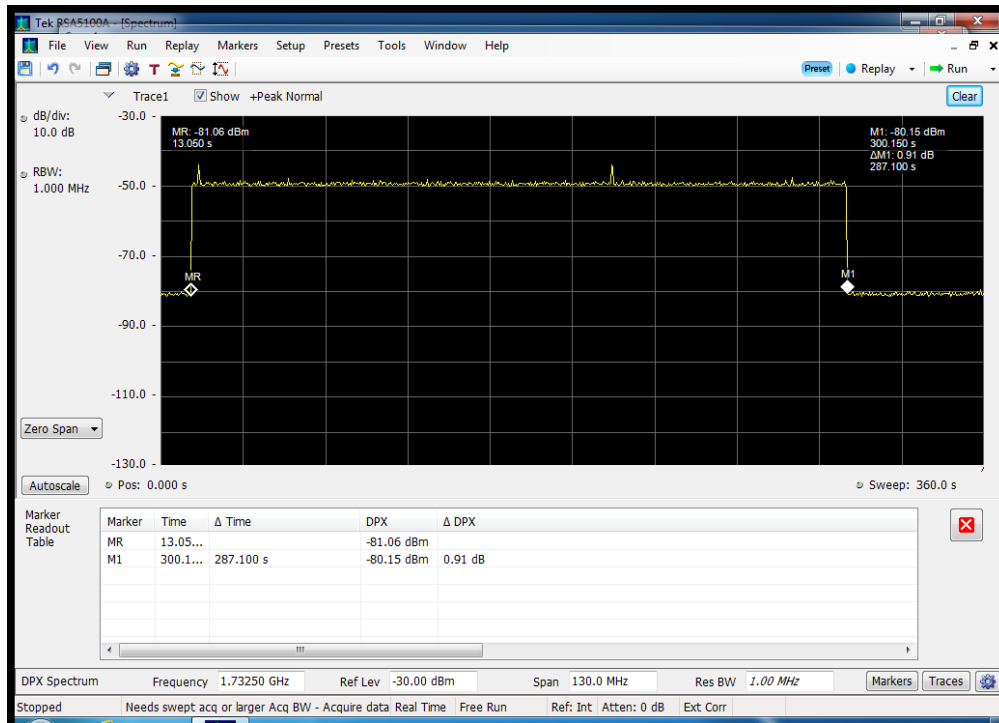 Tek RSA5100A - [Spectrum]
File View Run Replay Markers Setup Presets Tools Window Help
T Preset Replay Run
Trace1 Show +Peak Normal Clear
dB/div:
10.0 dB
RBW:
1.000 MHz
-30.0
-50.0
-70.0
-90.0
-110.0
-130.0
MR: -81.06 dBm
13.050 s
M1: -80.15 dBm
300.150 s
ΔM1: 0.91 dB
287.100 s
MR
M1
Zero Span
Autoscale Pos: 0.000 s Sweep: 360.0 s
Marker
Readout
Table
Marker Time Δ Time DPX Δ DPX
MR 13.05... -81.06 dBm
M1 300.1... 287.100 s -80.15 dBm 0.91 dB
DPX Spectrum Frequency 1.73250 GHz Ref Lev -30.00 dBm Span 130.0 MHz Res BW 1.00 MHz Markers Traces
Stopped Needs swept acq or larger Acq BW - Acquire data Real Time Free Run Ref: Int Atten: 0 dB Ext Corr